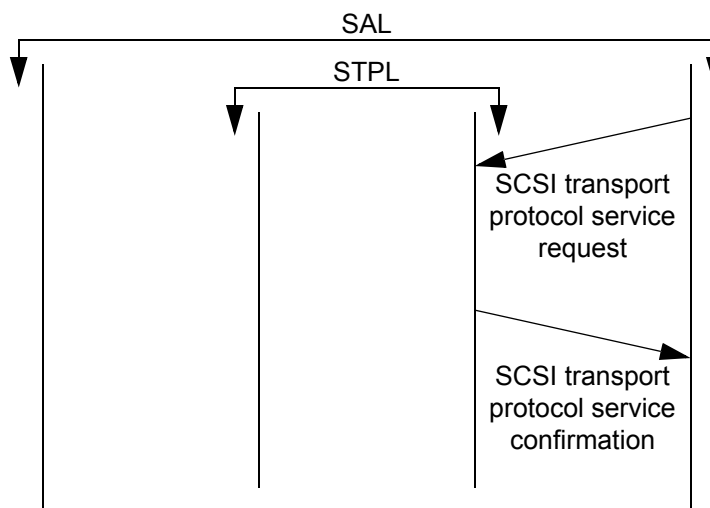 SAL
STPL
SCSI transport
protocol service
request
SCSI transport
protocol service
confirmation